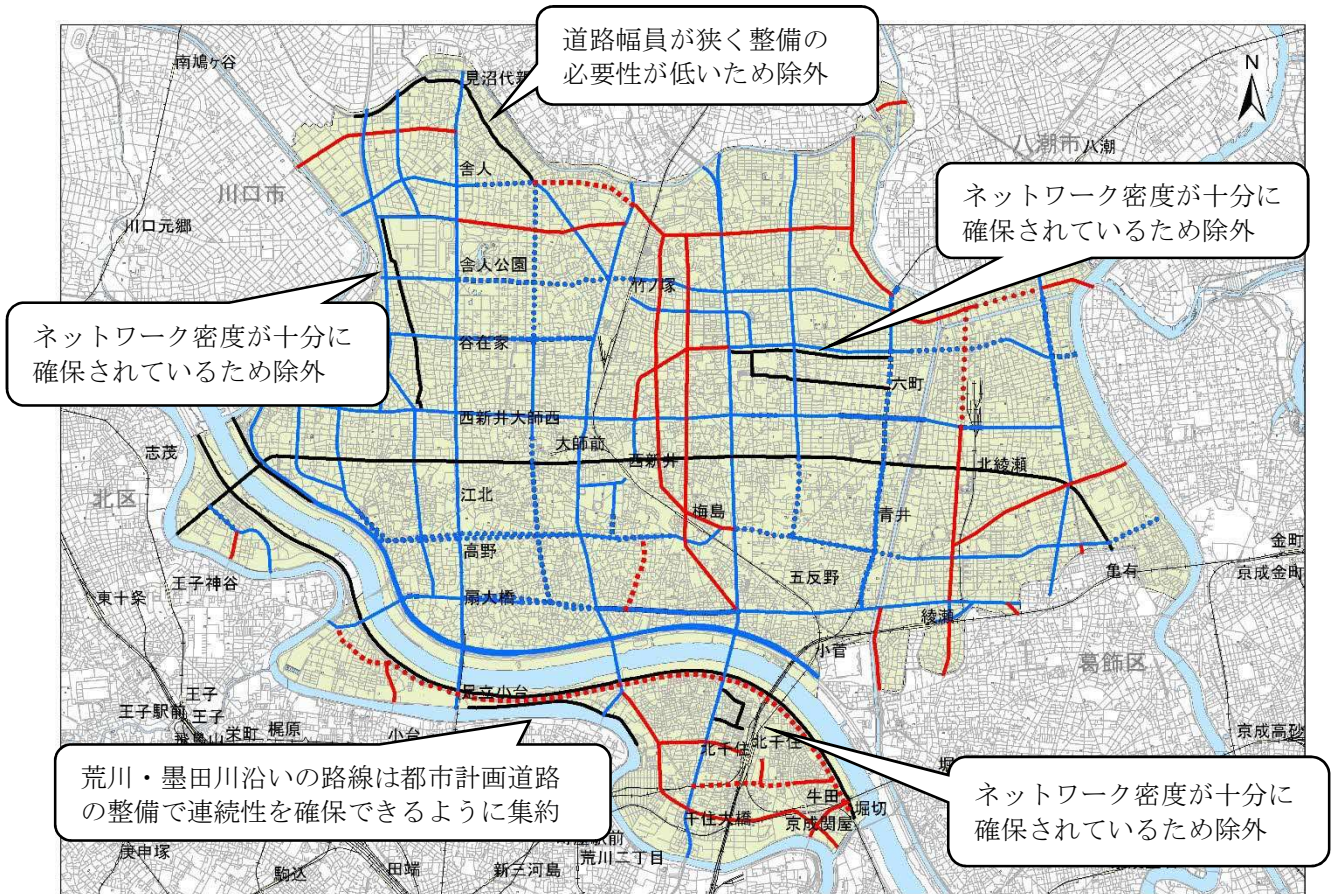 道路幅員が狭く整備の
必要性が低いため除外
南鳩ヶ谷
見沼代親
N
八潮市
八潮
舎人
川口市
ネットワーク密度が十分に
確保されているため除外
川口元郷
舎人公園
竹ノ塚
ネットワーク密度が十分に
確保されているため除外
谷在家
六町
西新井大師西
大師前
志茂
西新井
北綾瀬
北区
江北
梅島
青井
高野
金町
王子神谷
五反野
亀有
京成金町
東十条
扇大橋
綾瀬
小菅
葛飾区
足立小台
王子
王子駅前
王子
栄町
梶原
小台
京成高砂
北千住
北千住
堀
荒川・墨田川沿いの路線は都市計画道路
の整備で連続性を確保できるように集約
ネットワーク密度が十分に
確保されているため除外
牛田
堀切
千住大橋
京成関屋
庚申塚
荒川二丁目
駒込
田端
新三河島